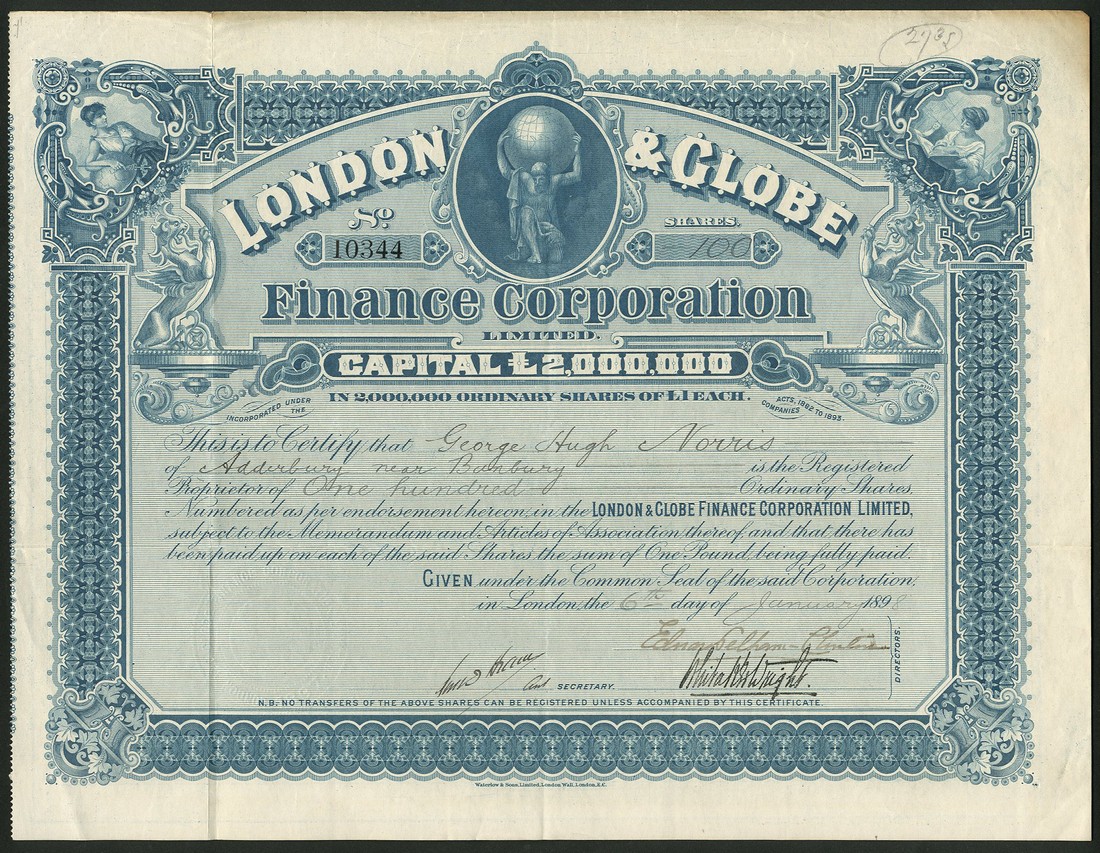 2735
LONDON & GLOBE
No. SHARES.
10344 100
Finance Corporation
LIMITED.
CAPITAL £2,000,000
IN 2,000,000 ORDINARY SHARES OF £1 EACH.
INCORPORATED UNDER THE COMPANIES ACTS, 1862 TO 1893.
This is to Certify that George Hugh Norris
of Adderbury near Banbury is the Registered
Proprietor of One hundred Ordinary Shares,
Numbered as per endorsement hereon, in the LONDON & GLOBE FINANCE CORPORATION LIMITED,
subject to the Memorandum and Articles of Association thereof, and that there has
been paid up on each of the said Shares the sum of One Pound, being fully paid.
GIVEN under the Common Seal of the said Corporation,
in London, the 6th day of January 1898
Edward Pelham-Clinton
Whitaker Wright
DIRECTORS.
SECRETARY.
N.B. NO TRANSFERS OF THE ABOVE SHARES CAN BE REGISTERED UNLESS ACCOMPANIED BY THIS CERTIFICATE.
Waterlow & Sons, Limited, London Wall, London, E.C.